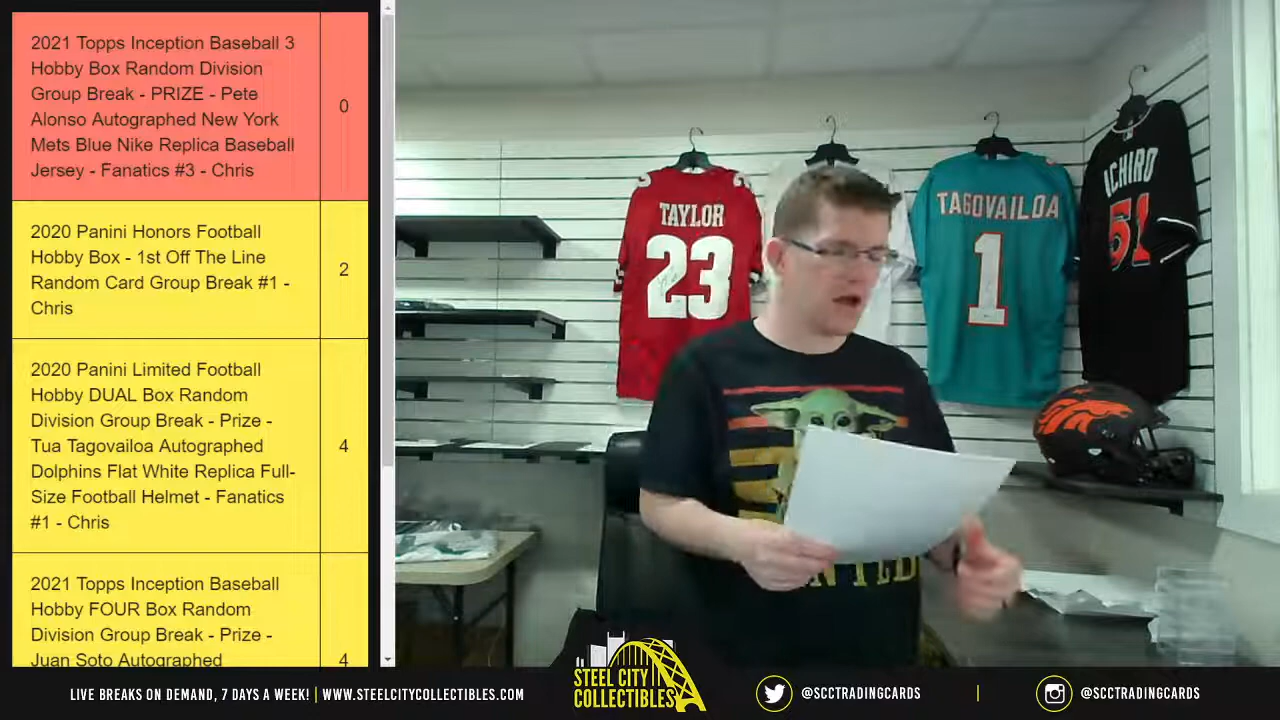 2021 Topps Inception Baseball 3
Hobby Box Random Division
Group Break - PRIZE - Pete
Alonso Autographed New York
Mets Blue Nike Replica Baseball
Jersey - Fanatics #3 - Chris
0
2020 Panini Honors Football
Hobby Box - 1st Off The Line
Random Card Group Break #1 -
Chris
2
2020 Panini Limited Football
Hobby DUAL Box Random
Division Group Break - Prize -
Tua Tagovailoa Autographed
Dolphins Flat White Replica Full-
Size Football Helmet - Fanatics
#1 - Chris
4
2021 Topps Inception Baseball
Hobby FOUR Box Random
Division Group Break - Prize -
Juan Soto Autographed
4
TAYLOR
23
TAGOVAILOA
1
ICHIRO
51
LIVE BREAKS ON DEMAND, 7 DAYS A WEEK! | WWW.STEELCITYCOLLECTIBLES.COM
STEEL CITY
COLLECTIBLES
@SCCTRADINGCARDS
|
@SCCTRADINGCARDS